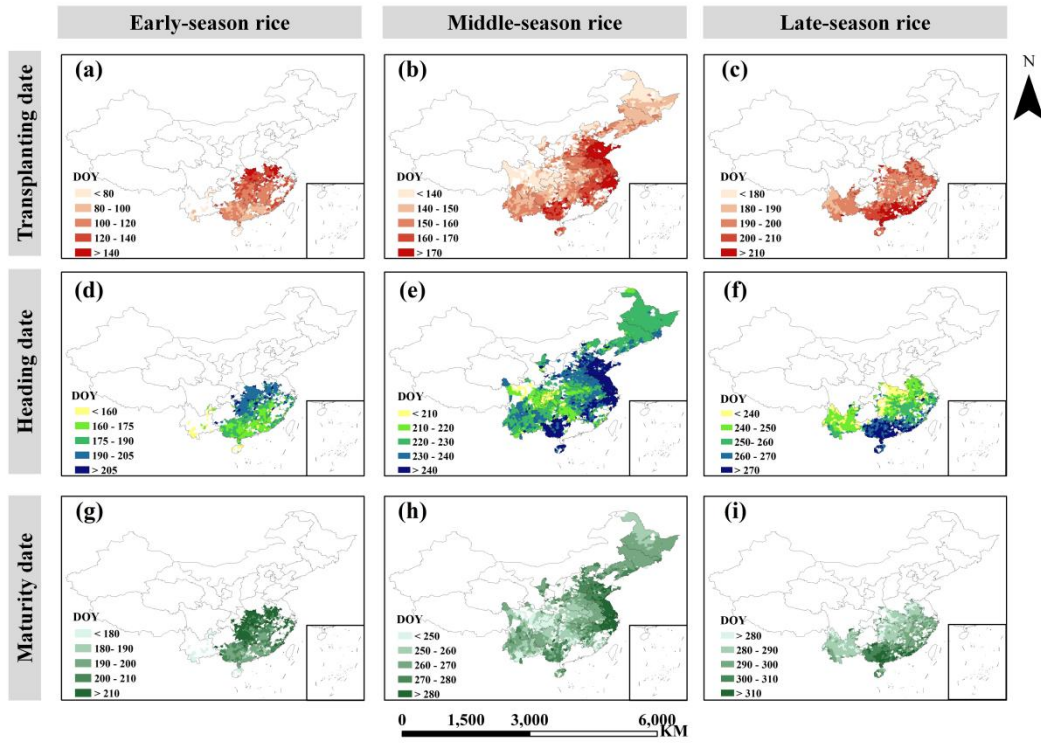 Early-season rice
Middle-season rice
Late-season rice
N
Transplanting date
(a)
DOY
< 80
80 - 100
100 - 120
120 - 140
> 140
(b)
DOY
< 140
140 - 150
150 - 160
160 - 170
> 170
(c)
DOY
< 180
180 - 190
190 - 200
200 - 210
> 210
Heading date
(d)
DOY
< 160
160 - 175
175 - 190
190 - 205
> 205
(e)
DOY
< 210
210 - 220
220 - 230
230 - 240
> 240
(f)
DOY
< 240
240 - 250
250- 260
260 - 270
> 270
Maturity date
(g)
DOY
< 180
180- 190
190 - 200
200 - 210
> 210
(h)
DOY
< 250
250 - 260
260 - 270
270 - 280
> 280
(i)
DOY
> 280
280 - 290
290 - 300
300 - 310
> 310
0 1,500 3,000 6,000
KM